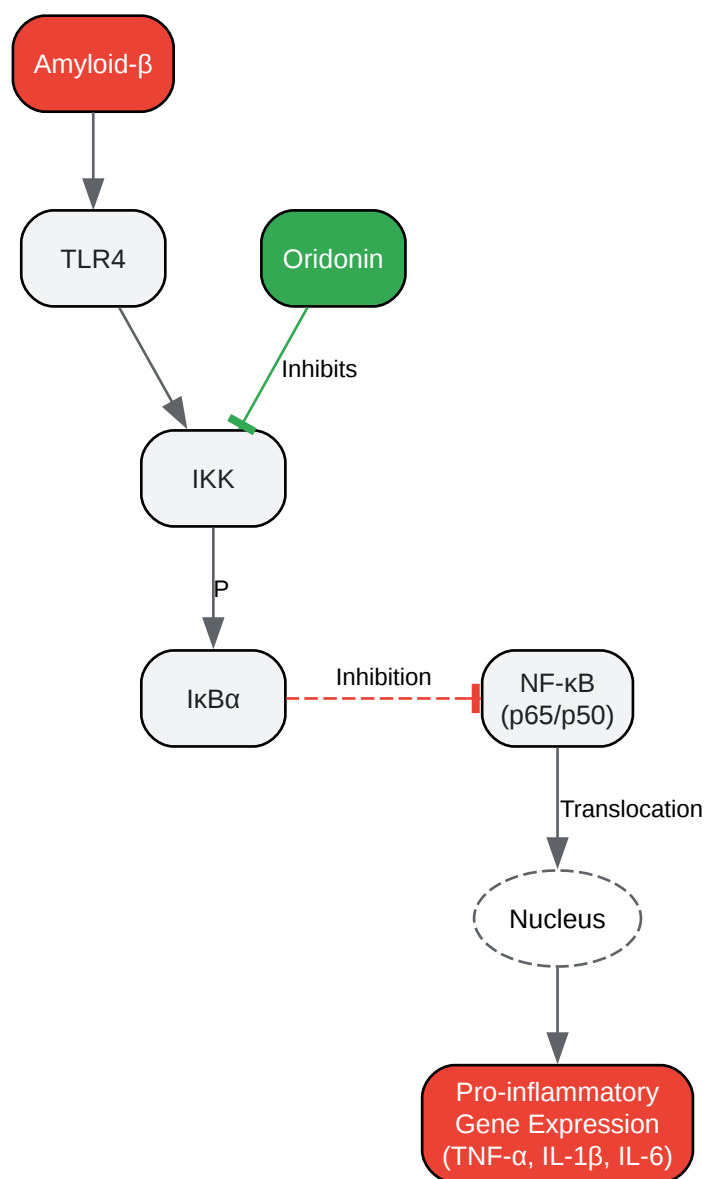 Amyloid-β
TLR4
Oridonin
Inhibits
IKK
P
IκBα
Inhibition
NF-κB
(p65/p50)
Translocation
Nucleus
Pro-inflammatory
Gene Expression
(TNF-α, IL-1β, IL-6)